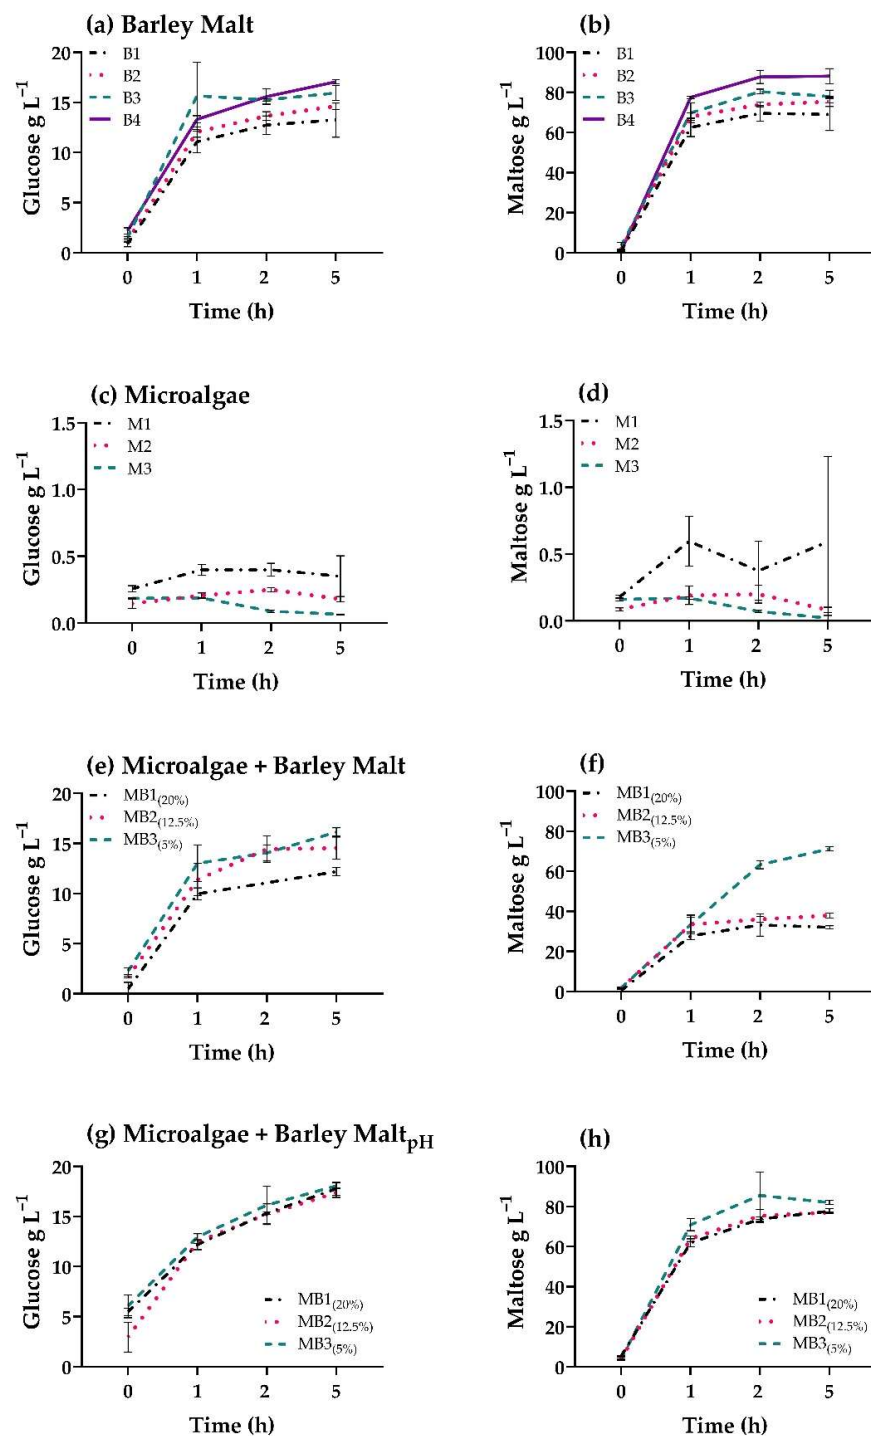 (a) Barley Malt
20
15
10
5
0
Glucose g L⁻¹
B1
B2
B3
B4
0 1 2 5
Time (h)
(b)
100
80
60
40
20
0
Maltose g L⁻¹
B1
B2
B3
B4
0 1 2 5
Time (h)
(c) Microalgae
1.5
1.0
0.5
0.0
Glucose g L⁻¹
M1
M2
M3
0 1 2 5
Time (h)
(d)
1.5
1.0
0.5
0.0
Maltose g L⁻¹
M1
M2
M3
0 1 2 5
Time (h)
(e) Microalgae + Barley Malt
20
15
10
5
0
Glucose g L⁻¹
MB1(20%)
MB2(12.5%)
MB3(5%)
0 1 2 5
Time (h)
(f)
100
80
60
40
20
0
Maltose g L⁻¹
MB1(20%)
MB2(12.5%)
MB3(5%)
0 1 2 5
Time (h)
(g) Microalgae + Barley MaltpH
20
15
10
5
0
Glucose g L⁻¹
MB1(20%)
MB2(12.5%)
MB3(5%)
0 1 2 5
Time (h)
(h)
100
80
60
40
20
0
Maltose g L⁻¹
MB1(20%)
MB2(12.5%)
MB3(5%)
0 1 2 5
Time (h)